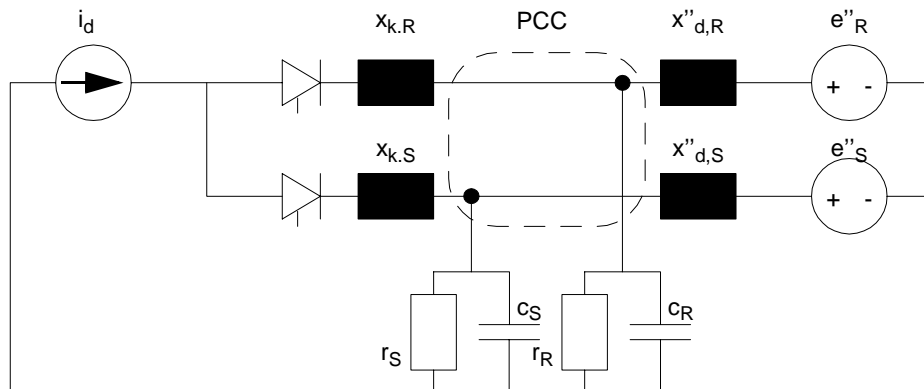 i_d x_k.R PCC x''_d,R e''_R
+ -
x_k.S x''_d,S e''_S
+ -
c_S c_R
r_S r_R